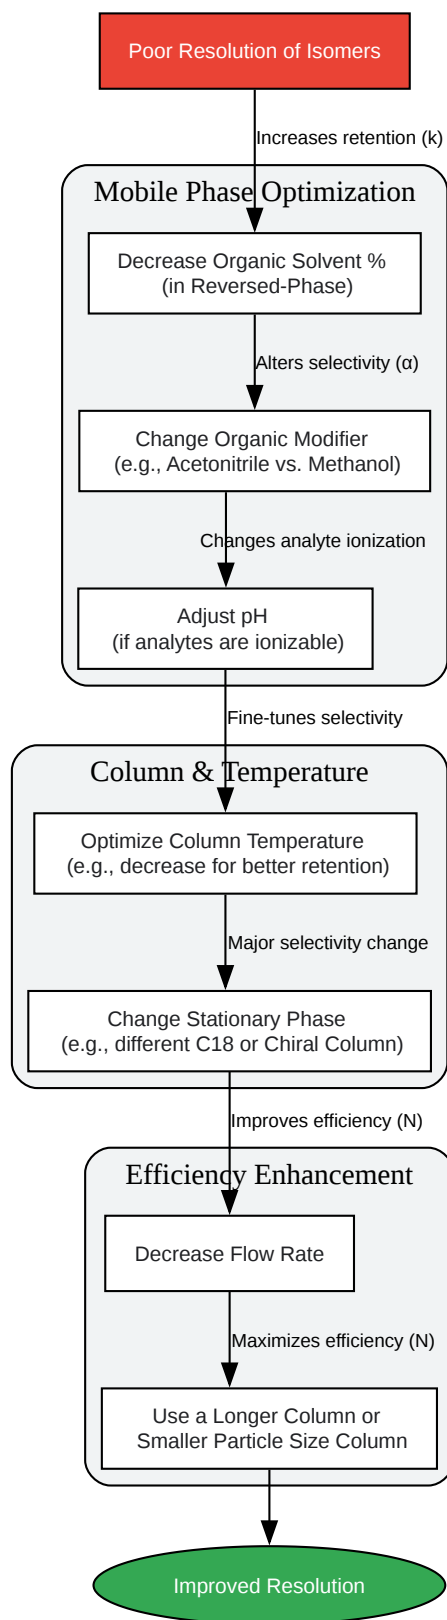 Poor Resolution of Isomers
Increases retention (k)
Mobile Phase Optimization
Decrease Organic Solvent %
(in Reversed-Phase)
Alters selectivity (α)
Change Organic Modifier
(e.g., Acetonitrile vs. Methanol)
Changes analyte ionization
Adjust pH
(if analytes are ionizable)
Fine-tunes selectivity
Column & Temperature
Optimize Column Temperature
(e.g., decrease for better retention)
Major selectivity change
Change Stationary Phase
(e.g., different C18 or Chiral Column)
Improves efficiency (N)
Efficiency Enhancement
Decrease Flow Rate
Maximizes efficiency (N)
Use a Longer Column or
Smaller Particle Size Column
Improved Resolution